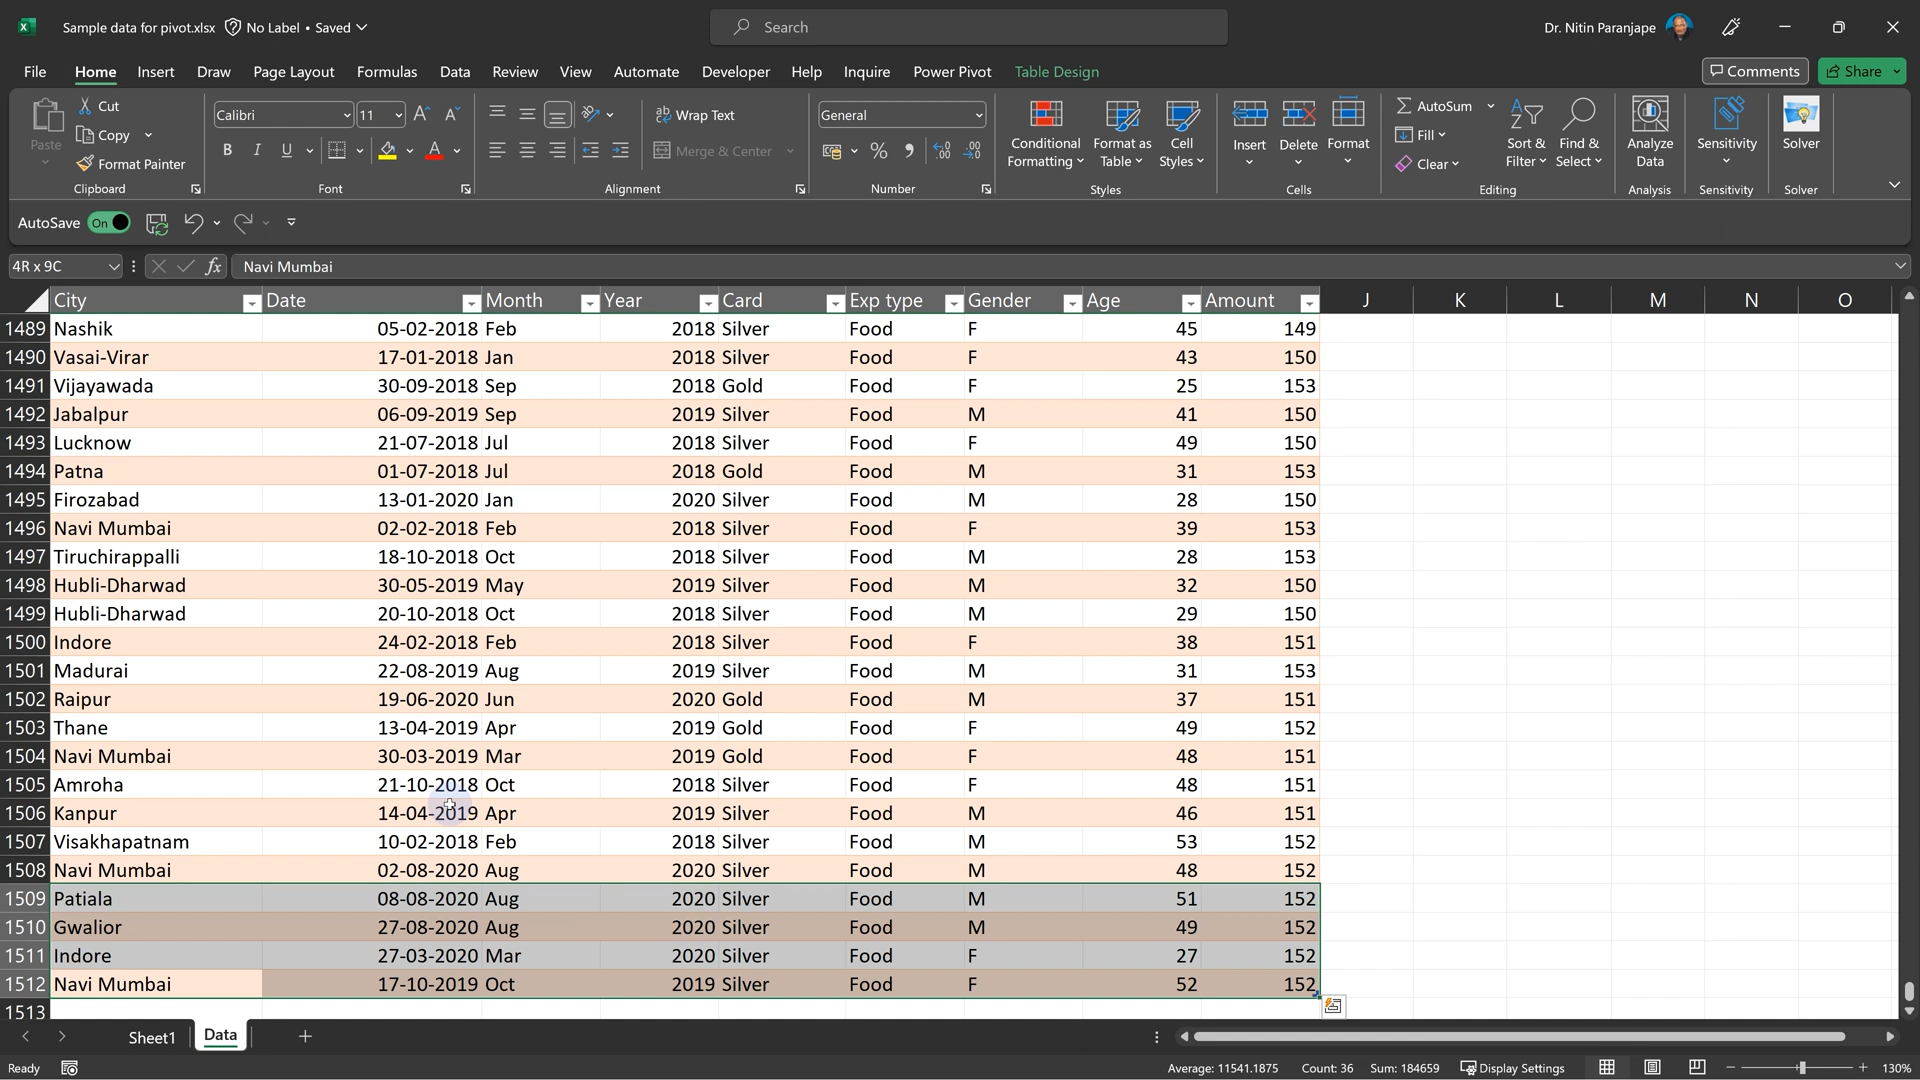 Sample data for pivot.xlsx No Label • Saved Search Dr. Nitin Paranjape
File Home Insert Draw Page Layout Formulas Data Review View Automate Developer Help Inquire Power Pivot Table Design Comments Share
Paste Cut Copy Format Painter Clipboard
Calibri 11 B I U A Font
Wrap Text Merge & Center Alignment
General % Number
Conditional Formatting Format as Table Cell Styles Styles
Insert Delete Format Cells
AutoSum Fill Clear Sort & Filter Find & Select Editing
Analyze Data Analysis
Sensitivity Sensitivity
Solver Solver
AutoSave On
4R x 9C fx Navi Mumbai
City Date Month Year Card Exp type Gender Age Amount J K L M N O
1489 Nashik 05-02-2018 Feb 2018 Silver Food F 45 149
1490 Vasai-Virar 17-01-2018 Jan 2018 Silver Food F 43 150
1491 Vijayawada 30-09-2018 Sep 2018 Gold Food F 25 153
1492 Jabalpur 06-09-2019 Sep 2019 Silver Food M 41 150
1493 Lucknow 21-07-2018 Jul 2018 Silver Food F 49 150
1494 Patna 01-07-2018 Jul 2018 Gold Food M 31 153
1495 Firozabad 13-01-2020 Jan 2020 Silver Food M 28 150
1496 Navi Mumbai 02-02-2018 Feb 2018 Silver Food F 39 153
1497 Tiruchirappalli 18-10-2018 Oct 2018 Silver Food M 28 153
1498 Hubli-Dharwad 30-05-2019 May 2019 Silver Food M 32 150
1499 Hubli-Dharwad 20-10-2018 Oct 2018 Silver Food M 29 150
1500 Indore 24-02-2018 Feb 2018 Silver Food F 38 151
1501 Madurai 22-08-2019 Aug 2019 Silver Food M 31 153
1502 Raipur 19-06-2020 Jun 2020 Gold Food M 37 151
1503 Thane 13-04-2019 Apr 2019 Gold Food F 49 152
1504 Navi Mumbai 30-03-2019 Mar 2019 Gold Food F 48 151
1505 Amroha 21-10-2018 Oct 2018 Silver Food F 48 151
1506 Kanpur 14-04-2019 Apr 2019 Silver Food M 46 151
1507 Visakhapatnam 10-02-2018 Feb 2018 Silver Food M 53 152
1508 Navi Mumbai 02-08-2020 Aug 2020 Silver Food M 48 152
1509 Patiala 08-08-2020 Aug 2020 Silver Food M 51 152
1510 Gwalior 27-08-2020 Aug 2020 Silver Food M 49 152
1511 Indore 27-03-2020 Mar 2020 Silver Food F 27 152
1512 Navi Mumbai 17-10-2019 Oct 2019 Silver Food F 52 152
1513
Sheet1 Data
Ready Average: 11541.1875 Count: 36 Sum: 184659 Display Settings 130%